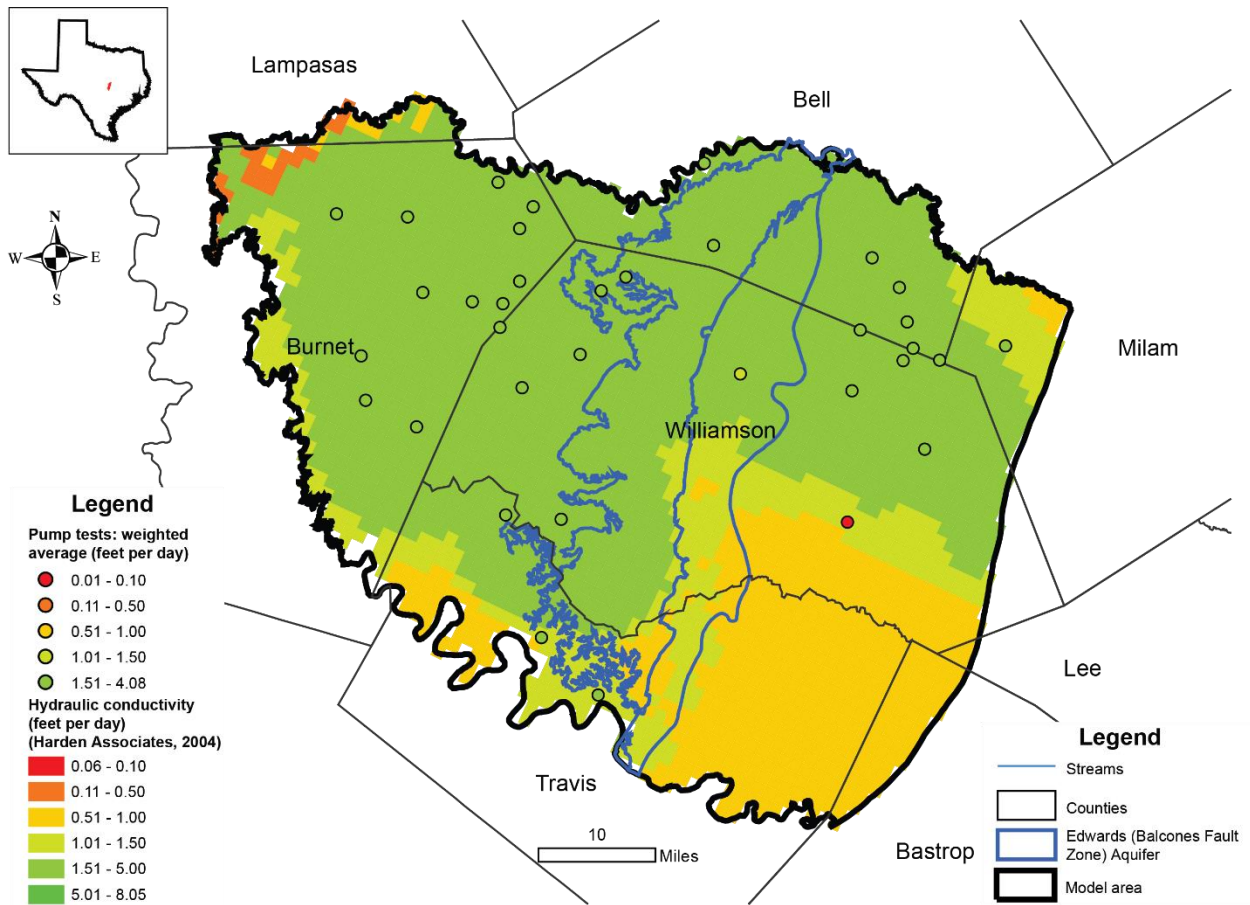 Lampasas
Bell
N
W
E
S
Burnet
Milam
Williamson
Legend
Pump tests: weighted
average (feet per day)
0.01 - 0.10
0.11 - 0.50
0.51 - 1.00
1.01 - 1.50
1.51 - 4.08
Hydraulic conductivity
(feet per day)
(Harden Associates, 2004)
0.06 - 0.10
0.11 - 0.50
0.51 - 1.00
1.01 - 1.50
1.51 - 5.00
5.01 - 8.05
Lee
Travis
10
Miles
Bastrop
Legend
Streams
Counties
Edwards (Balcones Fault
Zone) Aquifer
Model area